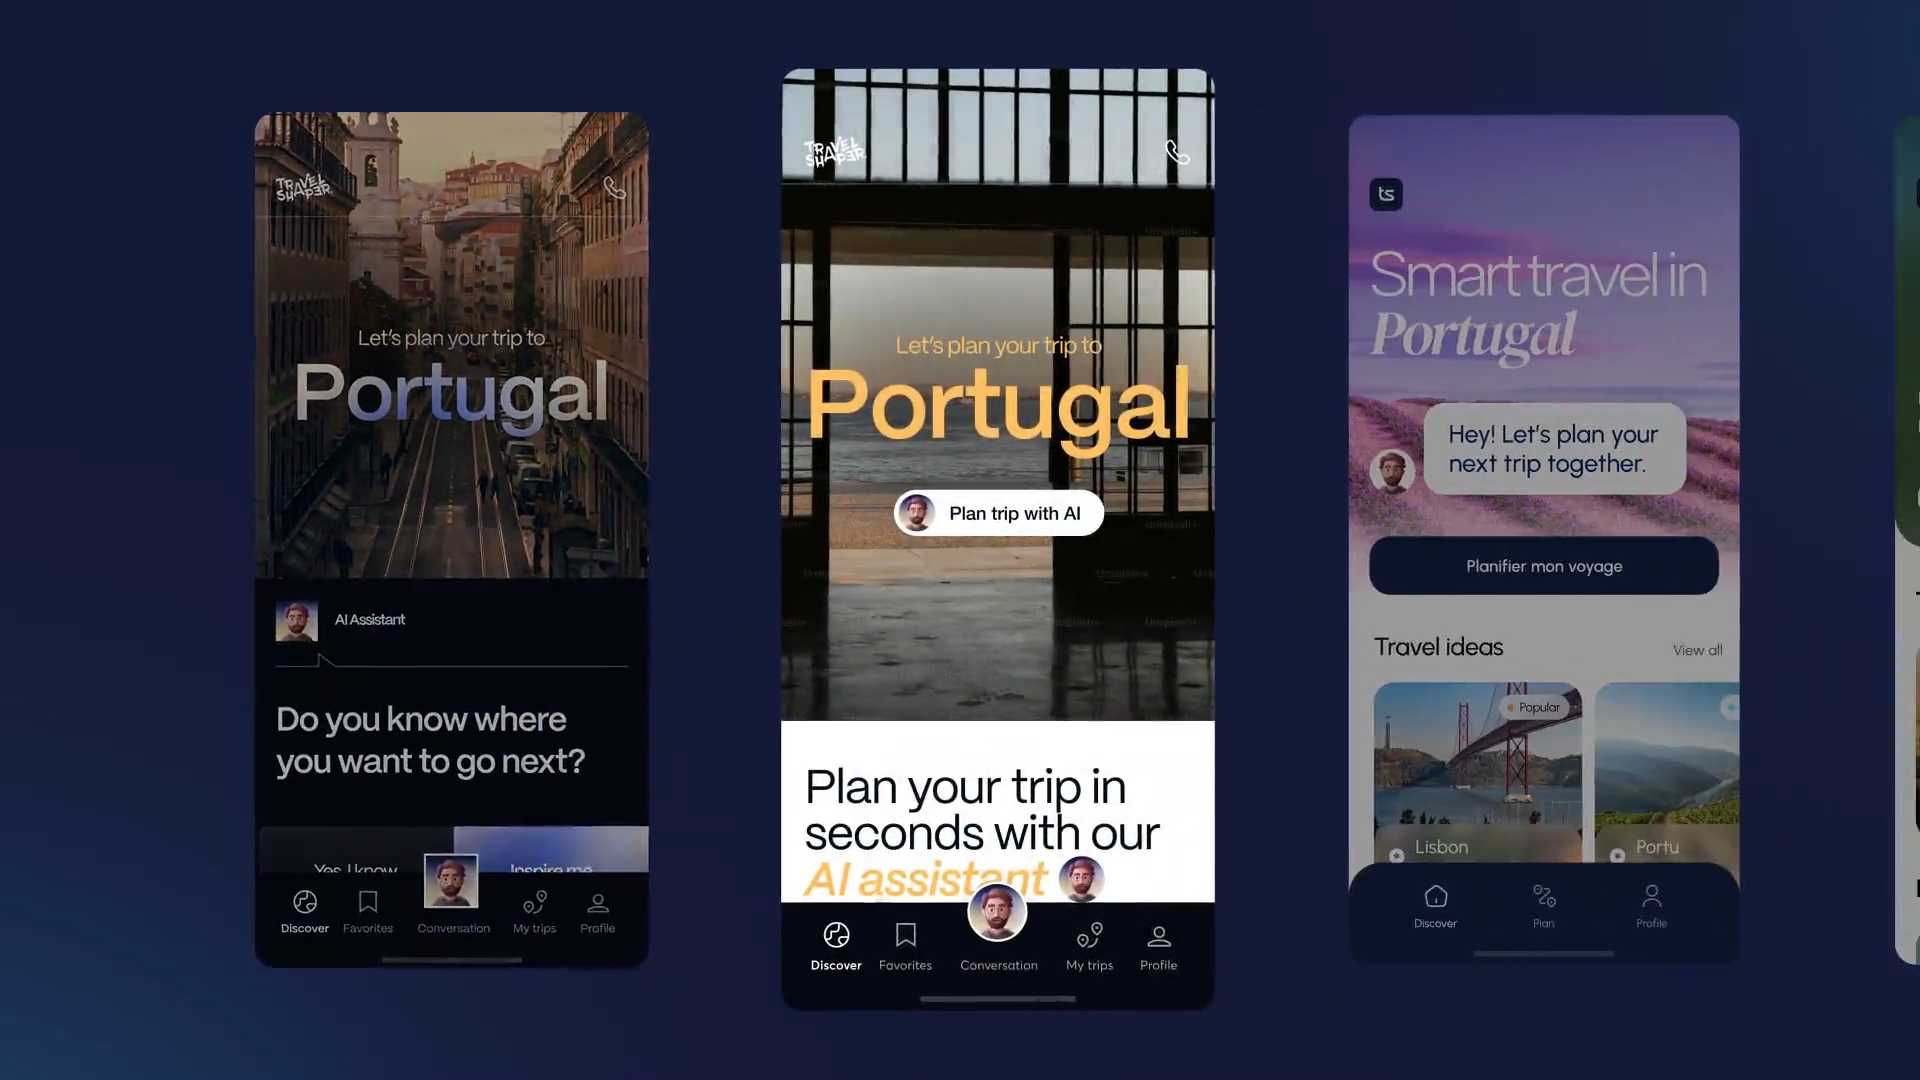 TRAVEL
SHAPER
Let's plan your trip to
Portugal
AI Assistant
Do you know where
you want to go next?
Yes I know
Inspire me
Discover
Favorites
Conversation
My trips
Profile
TRAVEL
SHAPER
Let's plan your trip to
Portugal
Plan trip with AI
Plan your trip in
seconds with our
AI assistant
Discover
Favorites
Conversation
My trips
Profile
ts
Smart travel in
Portugal
Hey! Let's plan your
next trip together.
Planifier mon voyage
Travel ideas
View all
Popular
Lisbon
Portu
Discover
Plan
Profile